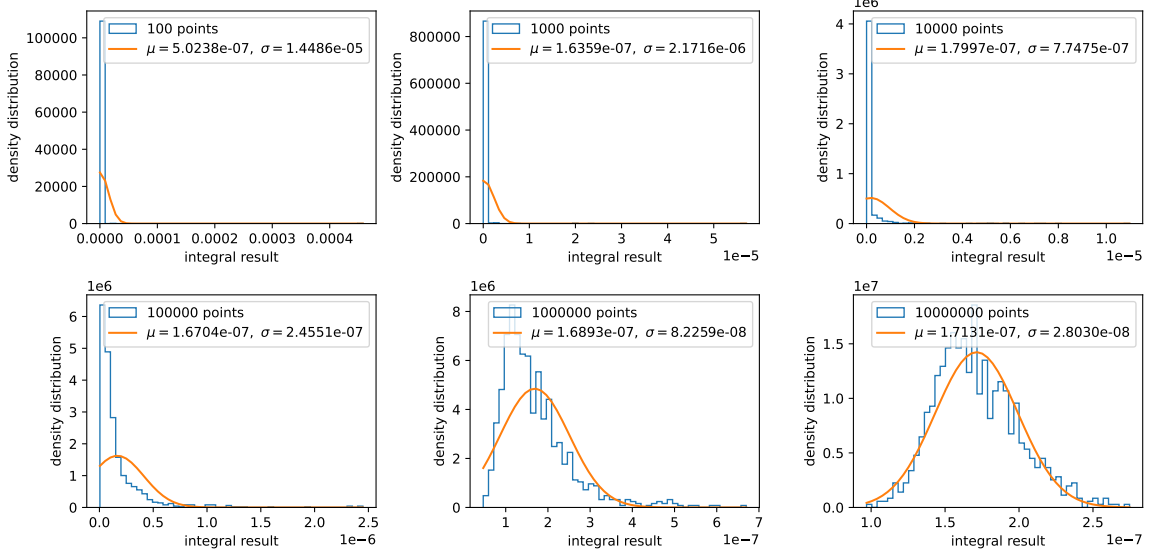 100 points
μ = 5.0238e-07, σ = 1.4486e-05
density distribution
100000
80000
60000
40000
20000
0
0.0000 0.0001 0.0002 0.0003 0.0004
integral result
1000 points
μ = 1.6359e-07, σ = 2.1716e-06
density distribution
800000
600000
400000
200000
0
0 1 2 3 4 5
1e−5
integral result
1e6
10000 points
μ = 1.7997e-07, σ = 7.7475e-07
density distribution
4
3
2
1
0
0.0 0.2 0.4 0.6 0.8 1.0
1e−5
integral result
1e6
100000 points
μ = 1.6704e-07, σ = 2.4551e-07
density distribution
6
5
4
3
2
1
0
0.0 0.5 1.0 1.5 2.0 2.5
1e−6
integral result
1e6
1000000 points
μ = 1.6893e-07, σ = 8.2259e-08
density distribution
8
6
4
2
0
1 2 3 4 5 6 7
1e−7
integral result
1e7
10000000 points
μ = 1.7131e-07, σ = 2.8030e-08
density distribution
1.5
1.0
0.5
0.0
1.0 1.5 2.0 2.5
1e−7
integral result